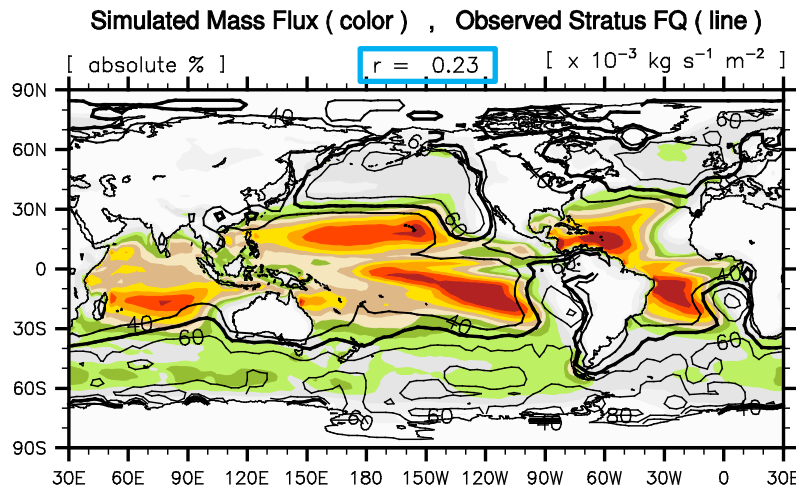 Simulated Mass Flux ( color ) , Observed Stratus FQ ( line )
[ absolute % ] r = 0.23 [ x 10⁻³ kg s⁻¹ m⁻² ]
90N
40
60
60N
30N
60
0
40
60
30S
40
60
40
60
60S
60
60
80
40
40
90S
30E 60E 90E 120E 150E 180 150W 120W 90W 60W 30W 0 30E